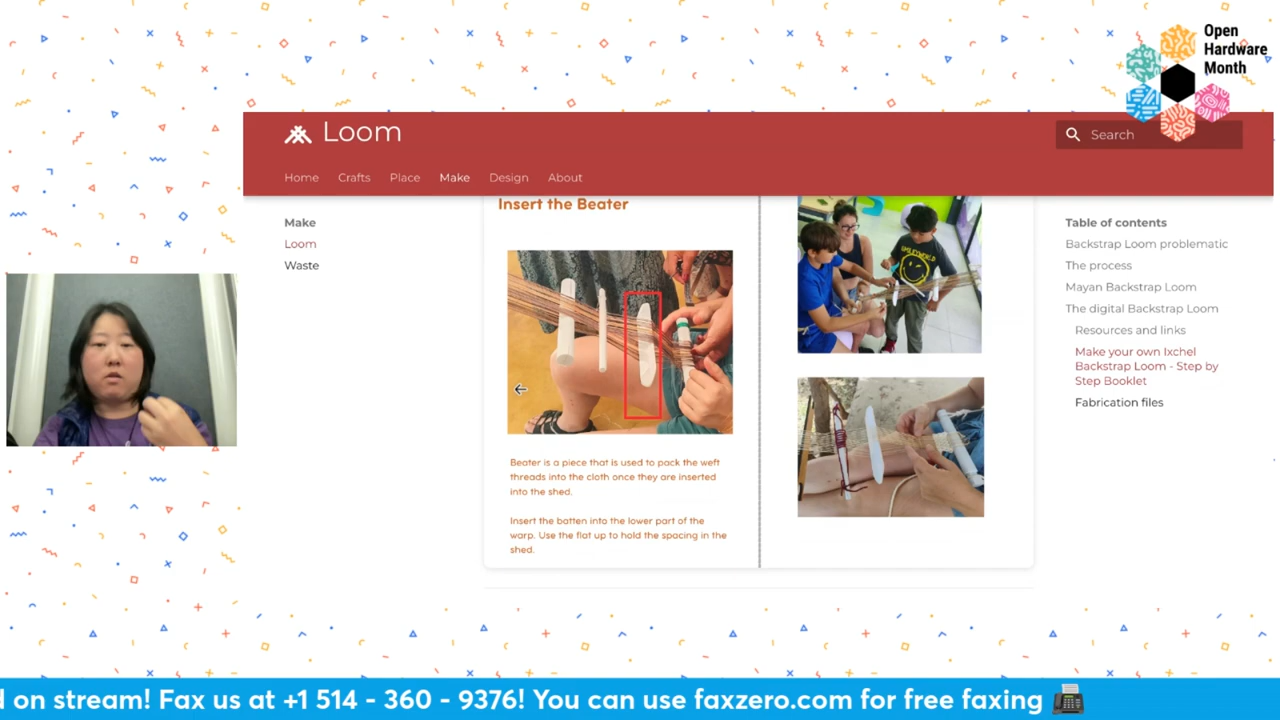 Open
Hardware
Month
Loom
Search
Home
Crafts
Place
Make
Design
About
Make
Loom
Waste
Insert the Beater
Beater is a piece that is used to pack the weft
threads into the cloth once they are inserted
into the shed.
Insert the batten into the lower part of the
warp. Use the flat up to hold the spacing in the
shed.
Table of contents
Backstrap Loom problematic
The process
Mayan Backstrap Loom
The digital Backstrap Loom
Resources and links
Make your own Ixchel
Backstrap Loom - Step by
Step Booklet
Fabrication files
on stream! Fax us at +1 514 - 360 - 9376! You can use faxzero.com for free faxing